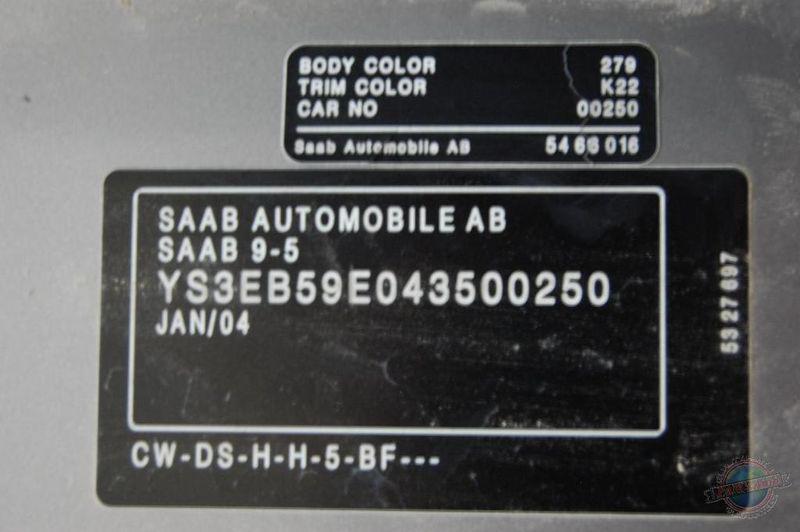 BODY COLOR 279
TRIM COLOR K22
CAR NO 00250
Saab Automobile AB 54 66 016
SAAB AUTOMOBILE AB
SAAB 9-5
YS3EB59E043500250
JAN/04
CW-DS-H-H-5-BF---
53 27 697